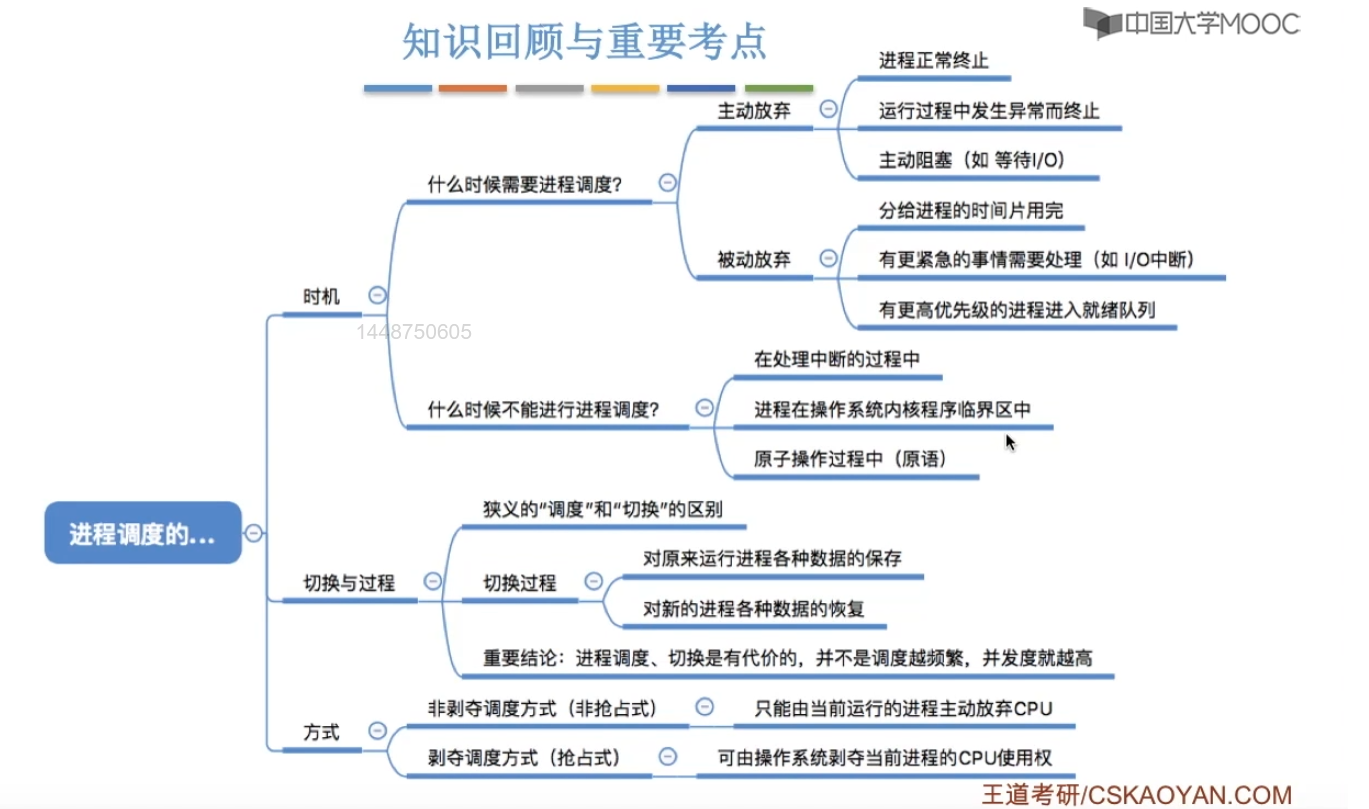 中国大学MOOC
知识回顾与重要考点
进程正常终止
主动放弃
运行过程中发生异常而终止
主动阻塞（如 等待I/O）
什么时候需要进程调度？
分给进程的时间片用完
被动放弃
有更紧急的事情需要处理（如 I/O中断）
有更高优先级的进程进入就绪队列
时机
1448750605
在处理中断的过程中
什么时候不能进行进程调度？
进程在操作系统内核程序临界区中
原子操作过程中（原语）
进程调度的...
狭义的“调度”和“切换”的区别
切换与过程
切换过程
对原来运行进程各种数据的保存
对新的进程各种数据的恢复
重要结论：进程调度、切换是有代价的，并不是调度越频繁，并发度就越高
方式
非剥夺调度方式（非抢占式）
只能由当前运行的进程主动放弃CPU
剥夺调度方式（抢占式）
可由操作系统剥夺当前进程的CPU使用权
王道考研/CSKAOYAN.COM